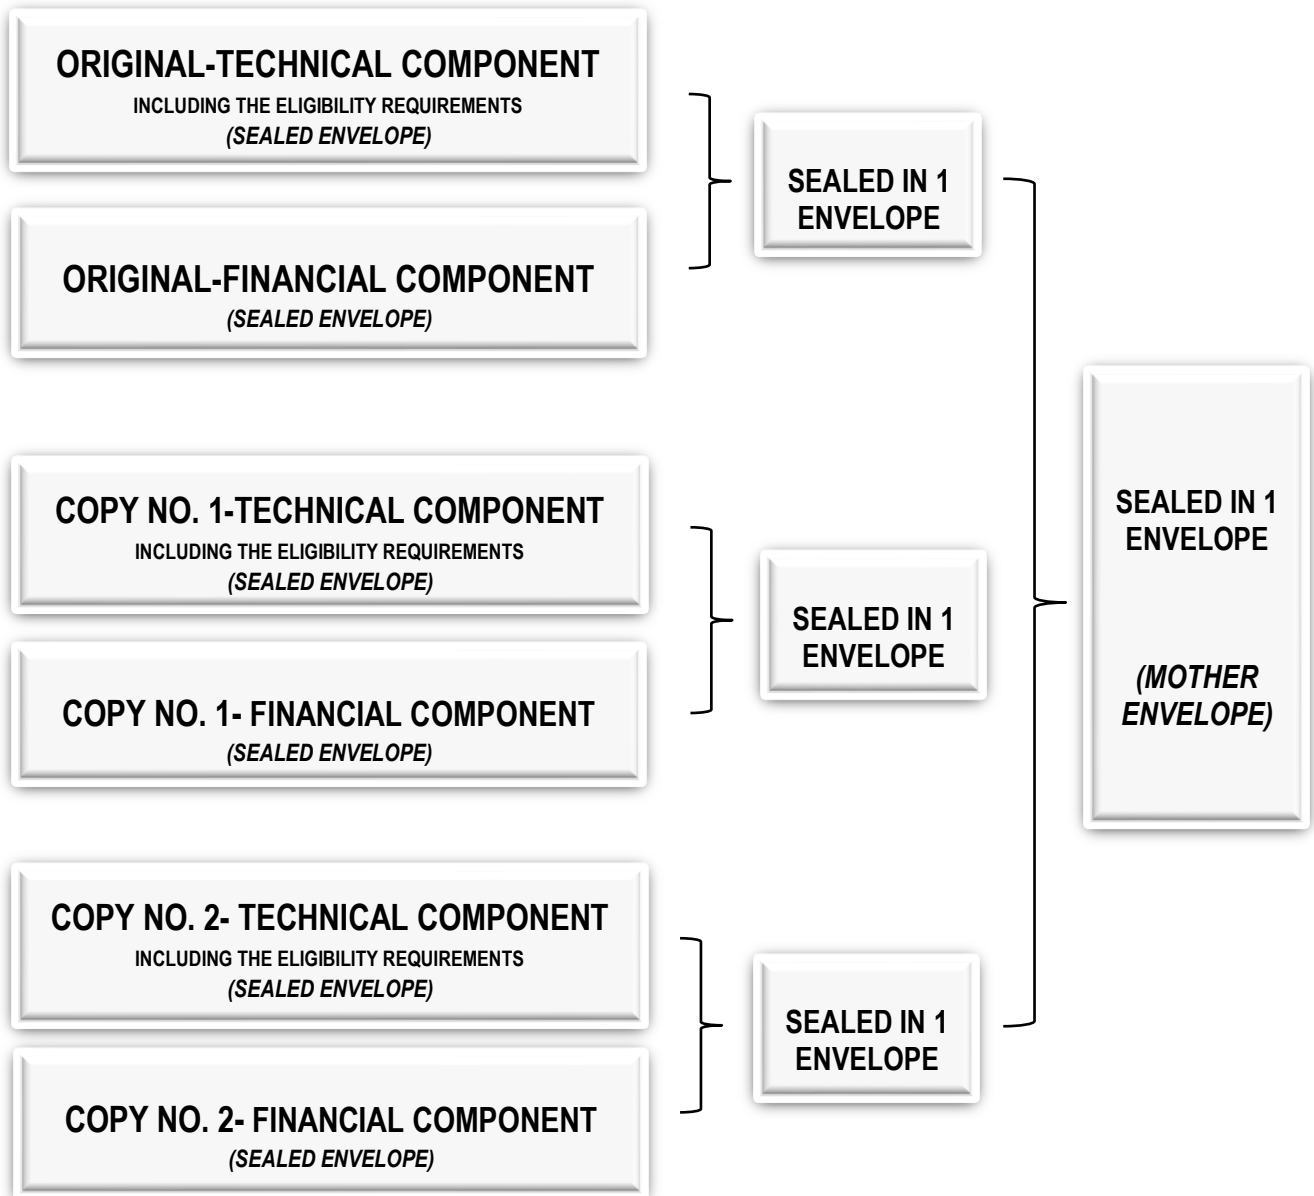 ORIGINAL-TECHNICAL COMPONENT
INCLUDING THE ELIGIBILITY REQUIREMENTS
(SEALED ENVELOPE)
ORIGINAL-FINANCIAL COMPONENT
(SEALED ENVELOPE)
SEALED IN 1
ENVELOPE
COPY NO. 1-TECHNICAL COMPONENT
INCLUDING THE ELIGIBILITY REQUIREMENTS
(SEALED ENVELOPE)
COPY NO. 1- FINANCIAL COMPONENT
(SEALED ENVELOPE)
SEALED IN 1
ENVELOPE
COPY NO. 2- TECHNICAL COMPONENT
INCLUDING THE ELIGIBILITY REQUIREMENTS
(SEALED ENVELOPE)
COPY NO. 2- FINANCIAL COMPONENT
(SEALED ENVELOPE)
SEALED IN 1
ENVELOPE
SEALED IN 1
ENVELOPE
(MOTHER
ENVELOPE)